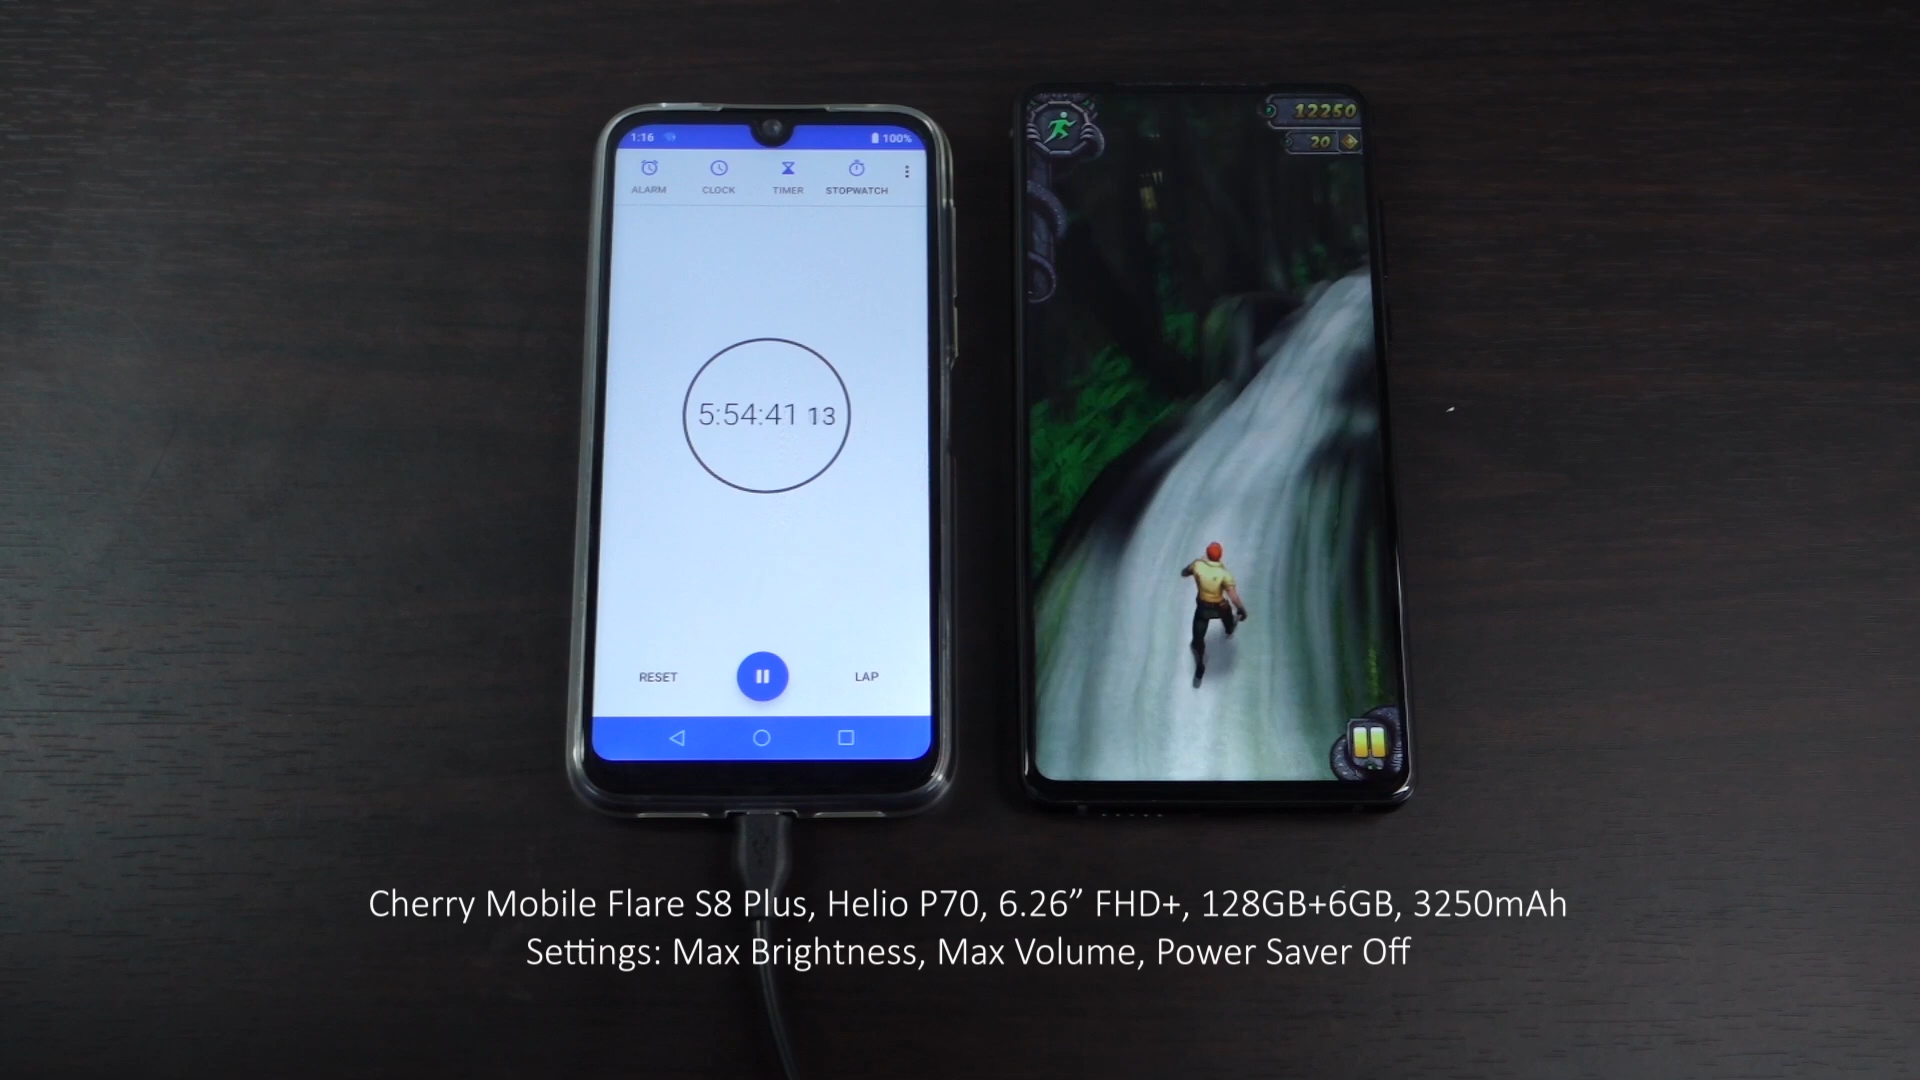 1:16
100%
ALARM CLOCK TIMER STOPWATCH
5:54:41 13
RESET LAP
12250
20
Cherry Mobile Flare S8 Plus, Helio P70, 6.26” FHD+, 128GB+6GB, 3250mAh
Settings: Max Brightness, Max Volume, Power Saver Off